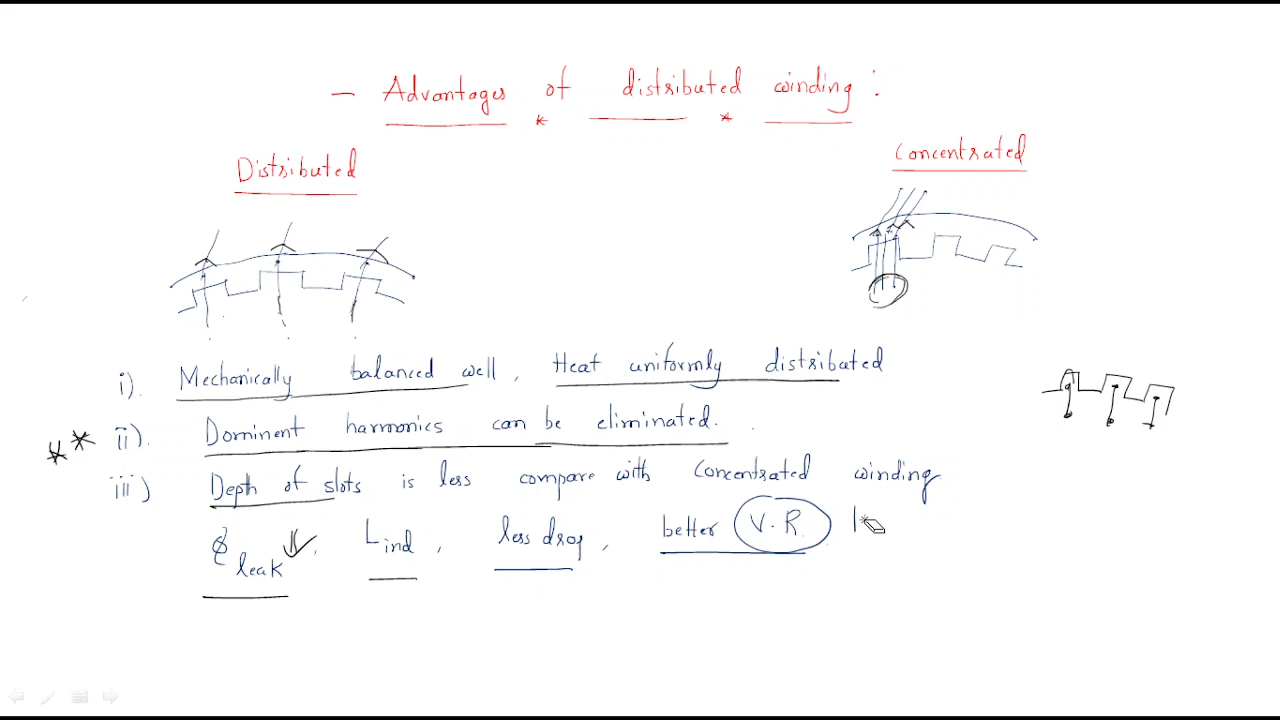 - Advantages of distributed winding :
Distributed
Concentrated
i). Mechanically balanced well, Heat uniformly distributed
ii). Dominent harmonics can be eliminated.
iii) Depth of slots is less compare with Concentrated winding
ϕ leak ↓, L ind, less drop, better V.R.